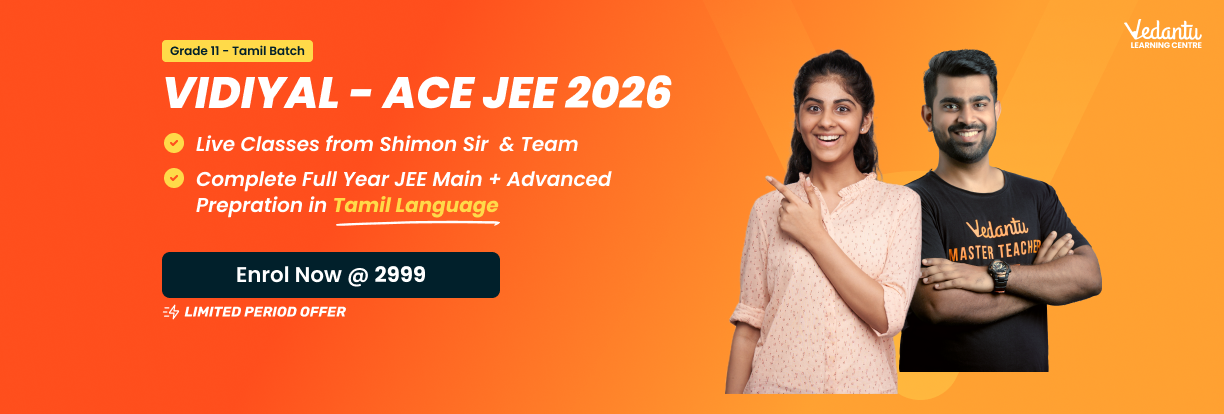 Grade 11 - Tamil Batch
VIDIYAL - ACE JEE 2026
Live Classes from Shimon Sir & Team
Complete Full Year JEE Main + Advanced
Prepration in Tamil Language
Enrol Now @ 2999
LIMITED PERIOD OFFER
Vedantu
LEARNING CENTRE
Vedantu
MASTER TEACHER